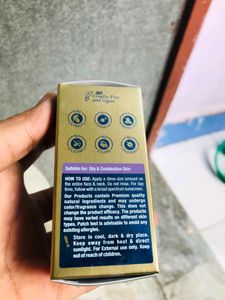 Cruelty-Free
and Vegan
Suitable For: Oily & Combination Skin
HOW TO USE: Apply a dime-size amount on
the entire face & neck, Do not rinse. For day
time, follow with a broad spectrum sunscreen.
Our Products contain Premium quality
natural ingredients and may undergo
color/fragrance change. This does not
change the product efficacy. The products
may have varied results on different skin
types. Patch test is advisable to avoid any
existing allergies.
Store in cool, dark & dry place.
Keep away from heat & direct
sunlight. For External use only. Keep
out of reach of children.